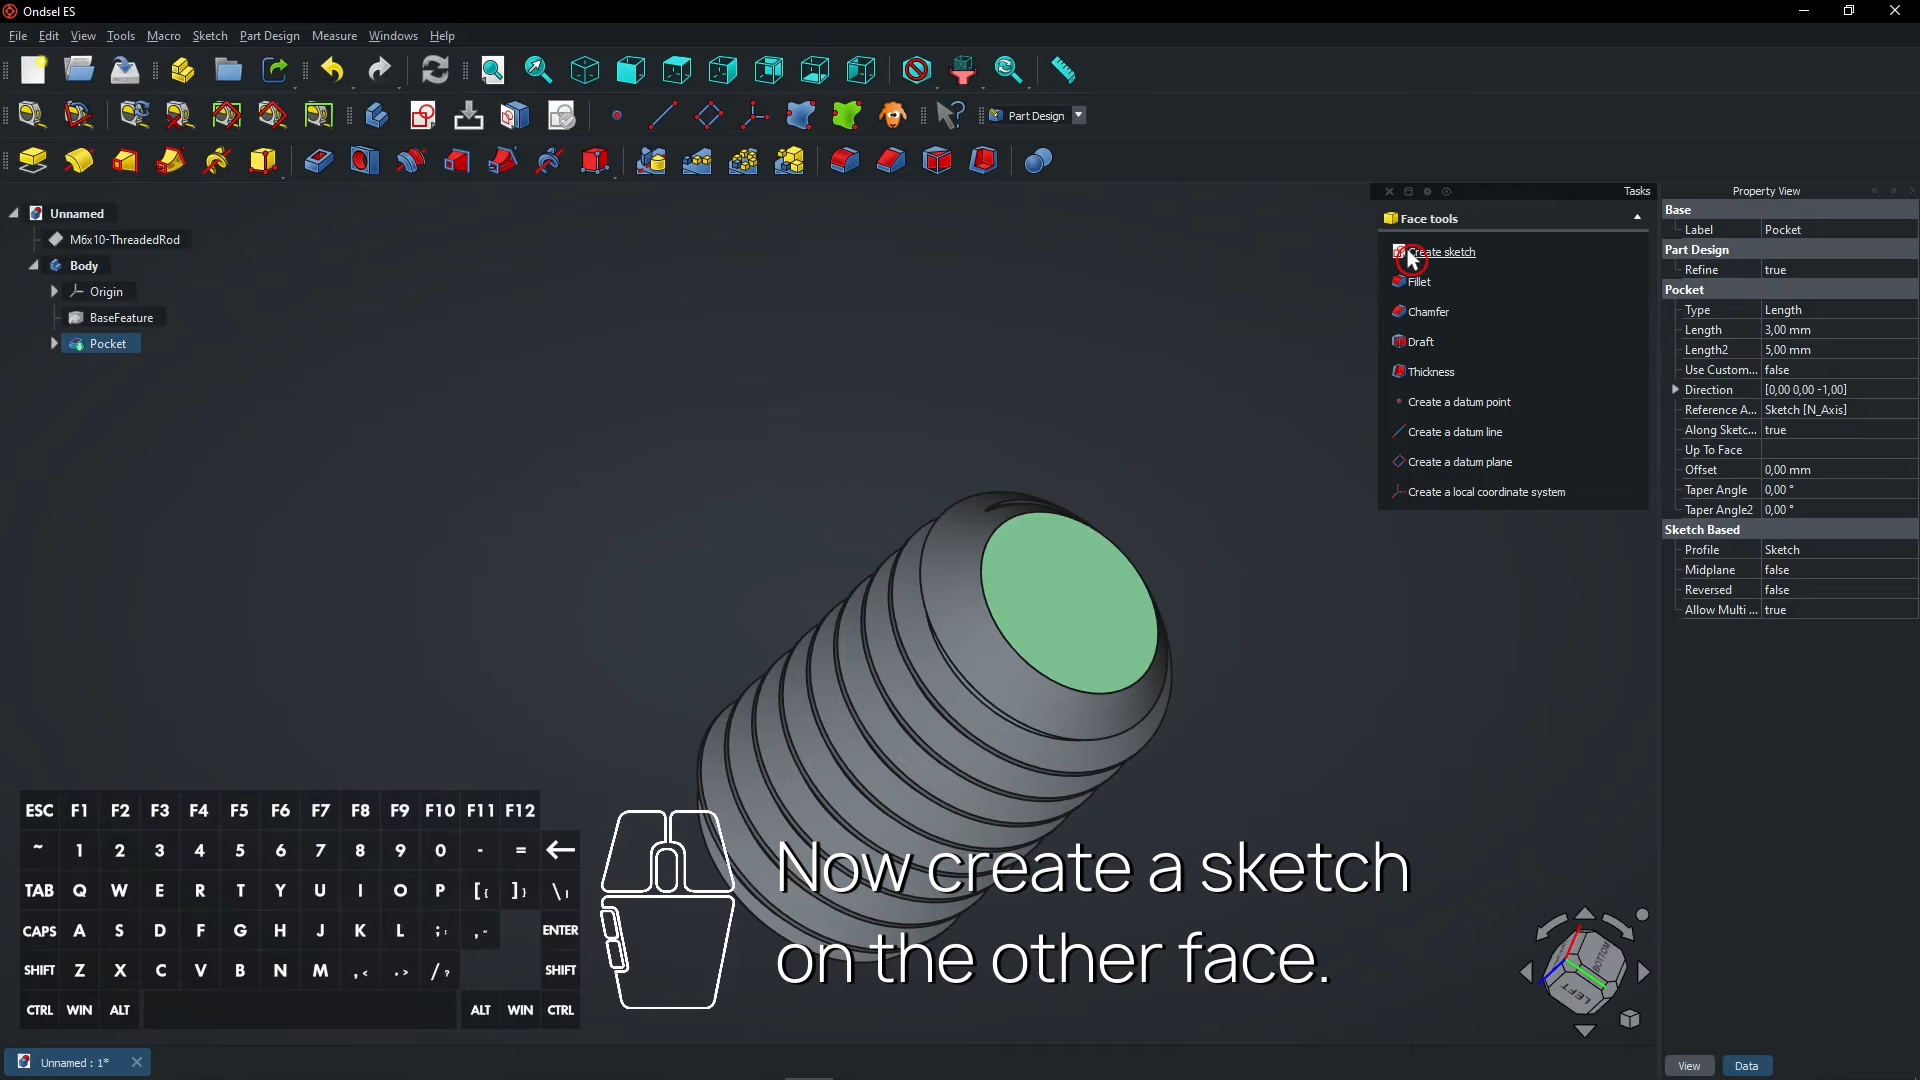 Ondsel ES
File Edit View Tools Macro Sketch Part Design Measure Windows Help
Part Design
Unnamed
M6x10-ThreadedRod
Body
Origin
BaseFeature
Pocket
Tasks
Face tools
Create sketch
Fillet
Chamfer
Draft
Thickness
Create a datum point
Create a datum line
Create a datum plane
Create a local coordinate system
Property View
Base
Label Pocket
Part Design
Refine true
Pocket
Type Length
Length 3,00 mm
Length2 5,00 mm
Use Custom... false
Direction [0,00 0,00 -1,00]
Reference A... Sketch [N_Axis]
Along Sketc... true
Up To Face
Offset 0,00 mm
Taper Angle 0,00 °
Taper Angle2 0,00 °
Sketch Based
Profile Sketch
Midplane false
Reversed false
Allow Multi ... true
ESC F1 F2 F3 F4 F5 F6 F7 F8 F9 F10 F11 F12
~ 1 2 3 4 5 6 7 8 9 0 - = ←
TAB Q W E R T Y U I O P [{ ]} \|
CAPS A S D F G H J K L ;: ," ENTER
SHIFT Z X C V B N M ,< .> /? SHIFT
CTRL WIN ALT ALT WIN CTRL
Now create a sketch
on the other face.
BOTTOM
LEFT
Unnamed : 1*
View Data